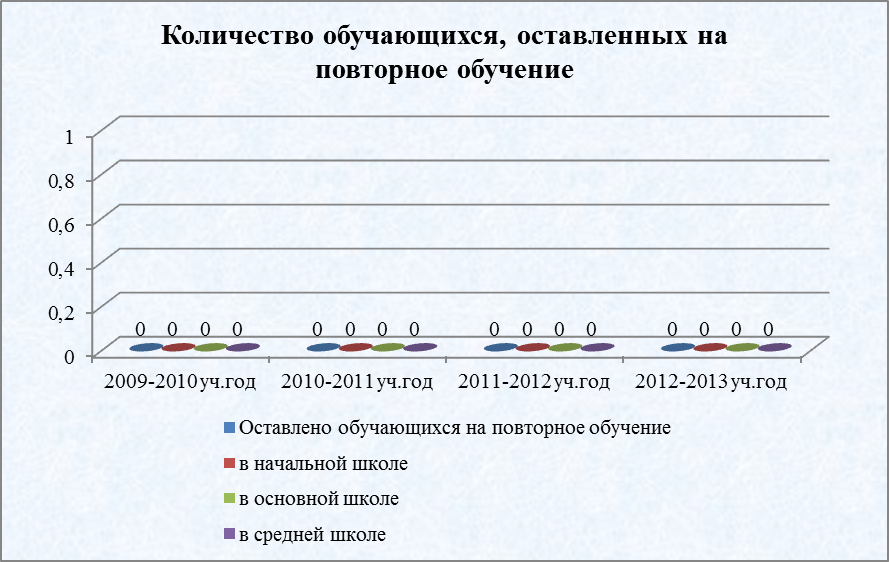 Количество обучающихся, оставленных на
повторное обучение
1
0,8
0,6
0,4
0,2
0
0 0 0 0 0 0 0 0 0 0 0 0 0 0 0 0
2009-2010 уч.год 2010-2011 уч.год 2011-2012 уч.год 2012-2013 уч.год
Оставлено обучающихся на повторное обучение
в начальной школе
в основной школе
в средней школе